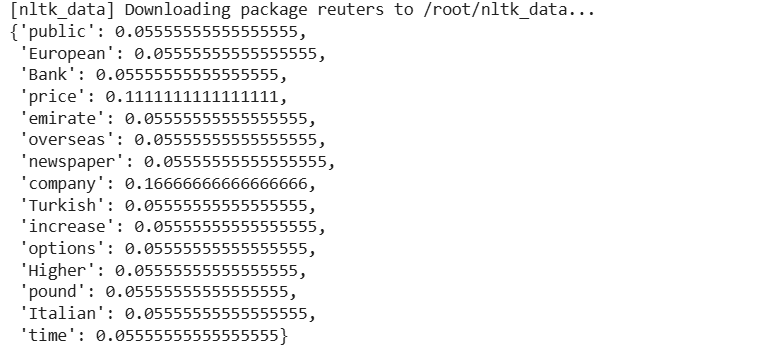 [nltk_data] Downloading package reuters to /root/nltk_data...
{'public': 0.05555555555555555,
'European': 0.05555555555555555,
'Bank': 0.05555555555555555,
'price': 0.1111111111111111,
'emirate': 0.05555555555555555,
'overseas': 0.05555555555555555,
'newspaper': 0.05555555555555555,
'company': 0.16666666666666666,
'Turkish': 0.05555555555555555,
'increase': 0.05555555555555555,
'options': 0.05555555555555555,
'Higher': 0.05555555555555555,
'pound': 0.05555555555555555,
'Italian': 0.05555555555555555,
'time': 0.05555555555555555}